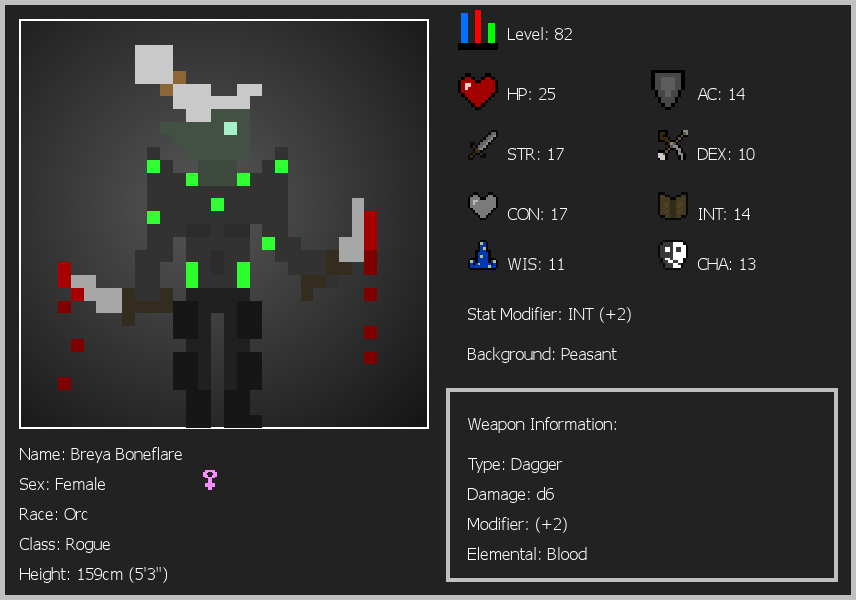 Level: 82
HP: 25
AC: 14
STR: 17
DEX: 10
CON: 17
INT: 14
WIS: 11
CHA: 13
Stat Modifier: INT (+2)
Background: Peasant
Weapon Information:
Type: Dagger
Damage: d6
Modifier: (+2)
Elemental: Blood
Name: Breya Boneflare
Sex: Female
Race: Orc
Class: Rogue
Height: 159cm (5'3")